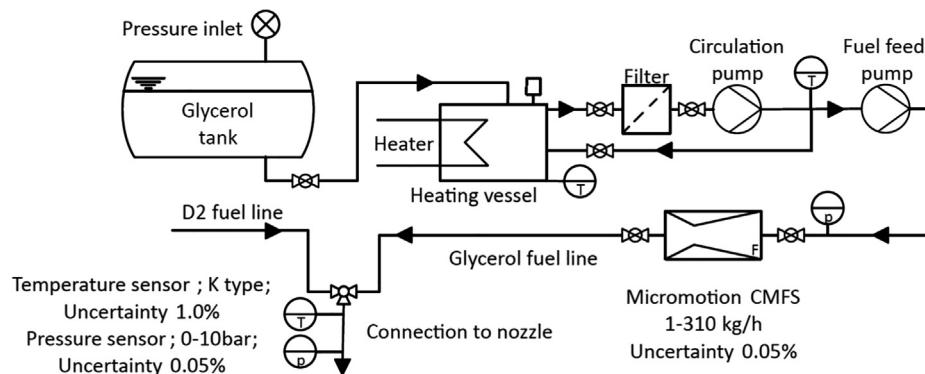 Pressure inlet
Circulation
pump
Fuel feed
pump
T
Filter
Glycerol
tank
Heater
Heating vessel
T
D2 fuel line
p
Glycerol fuel line
F
Temperature sensor ; K type;
Uncertainty 1.0%
Pressure sensor ; 0-10bar;
Uncertainty 0.05%
T
p
Connection to nozzle
Micromotion CMFS
1-310 kg/h
Uncertainty 0.05%